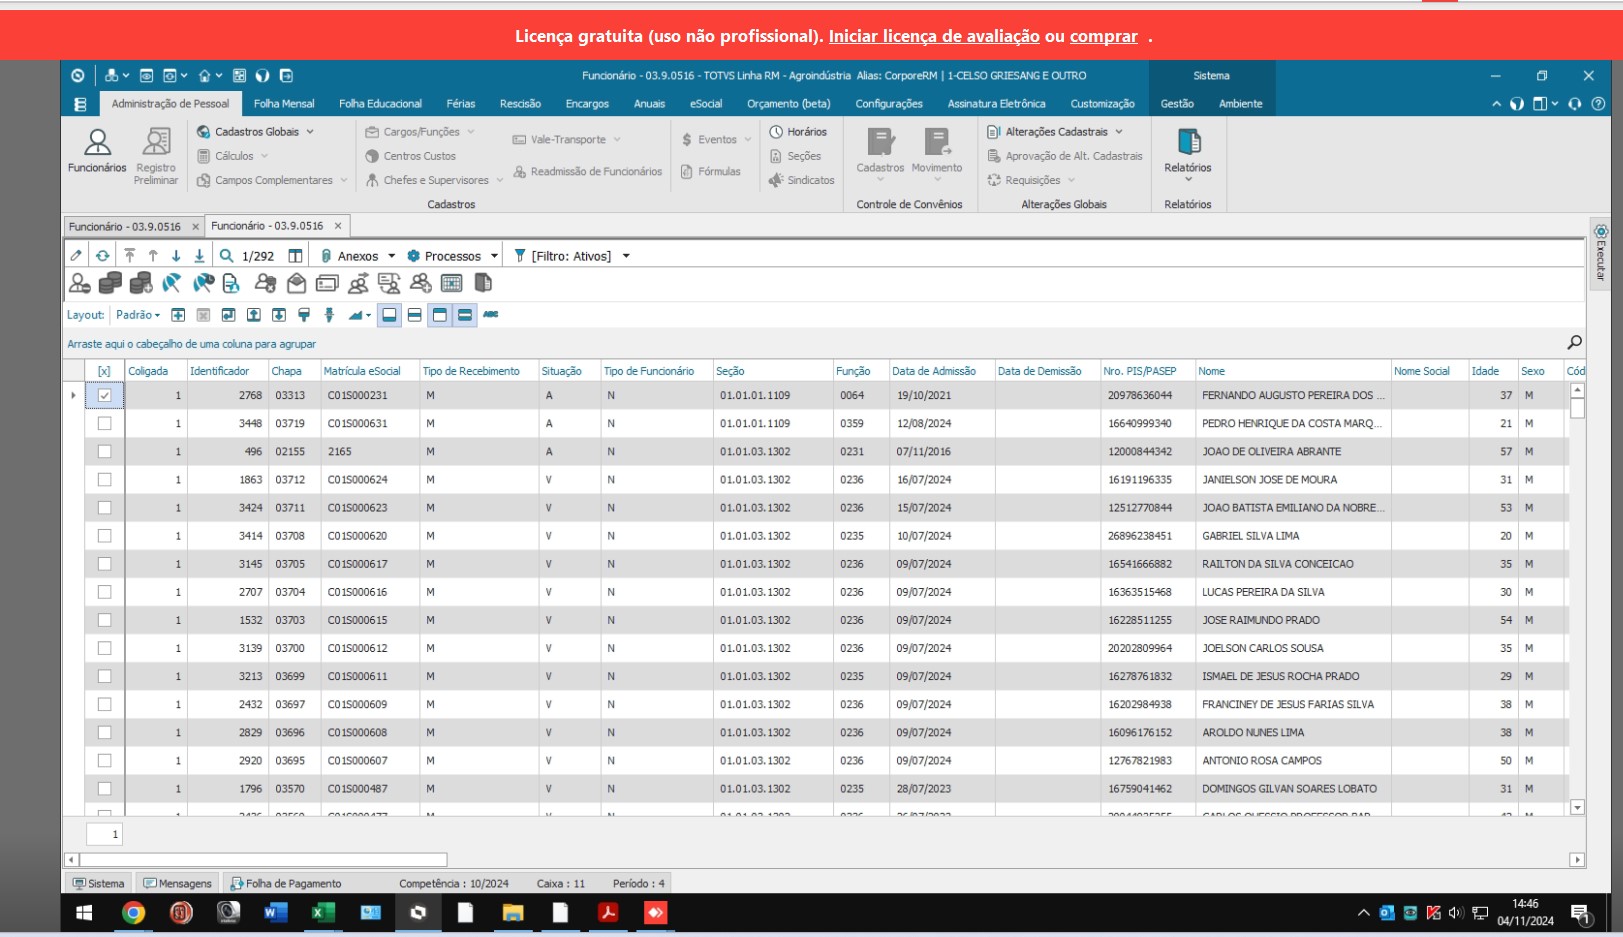 Licença gratuita (uso não profissional). Iniciar licença de avaliação ou comprar .
Funcionário - 03.9.0516 - TOTVS Linha RM - Agroindústria Alias: CorporeRM | 1-CELSO GRIESANG E OUTRO Sistema
Administração de Pessoal Folha Mensal Folha Educacional Férias Rescisão Encargos Anuais eSocial Orçamento (beta) Configurações Assinatura Eletrônica Customização Gestão Ambiente
Funcionários
Registro Preliminar
Cadastros Globais
Cálculos
Campos Complementares
Cargos/Funções
Centros Custos
Chefes e Supervisores
Vale-Transporte
Readmissão de Funcionários
Cadastros
$ Eventos
Fórmulas
Horários
Seções
Sindicatos
Cadastros Movimento
Controle de Convênios
Alterações Cadastrais
Aprovação de Alt. Cadastrais
Requisições
Alterações Globais
Relatórios
Relatórios
Funcionário - 03.9.0516 × Funcionário - 03.9.0516 ×
Executar
1/292 Anexos Processos [Filtro: Ativos]
Layout: Padrão ABC
Arraste aqui o cabeçalho de uma coluna para agrupar
[x] Coligada Identificador Chapa Matrícula eSocial Tipo de Recebimento Situação Tipo de Funcionário Seção Função Data de Admissão Data de Demissão Nro. PIS/PASEP Nome Nome Social Idade Sexo Cód
1 2768 03313 C01S000231 M A N 01.01.01.1109 0064 19/10/2021 20978636044 FERNANDO AUGUSTO PEREIRA DOS ... 37 M
1 3448 03719 C01S000631 M A N 01.01.01.1109 0359 12/08/2024 16640999340 PEDRO HENRIQUE DA COSTA MARQ... 21 M
1 496 02155 2165 M A N 01.01.03.1302 0231 07/11/2016 12000844342 JOAO DE OLIVEIRA ABRANTE 57 M
1 1863 03712 C01S000624 M V N 01.01.03.1302 0236 16/07/2024 16191196335 JANIELSON JOSE DE MOURA 31 M
1 3424 03711 C01S000623 M V N 01.01.03.1302 0236 15/07/2024 12512770844 JOAO BATISTA EMILIANO DA NOBRE... 53 M
1 3414 03708 C01S000620 M V N 01.01.03.1302 0235 10/07/2024 26896238451 GABRIEL SILVA LIMA 20 M
1 3145 03705 C01S000617 M V N 01.01.03.1302 0236 09/07/2024 16541666882 RAILTON DA SILVA CONCEICAO 35 M
1 2707 03704 C01S000616 M V N 01.01.03.1302 0236 09/07/2024 16363515468 LUCAS PEREIRA DA SILVA 30 M
1 1532 03703 C01S000615 M V N 01.01.03.1302 0236 09/07/2024 16228511255 JOSE RAIMUNDO PRADO 54 M
1 3139 03700 C01S000612 M V N 01.01.03.1302 0236 09/07/2024 20202809964 JOELSON CARLOS SOUSA 35 M
1 3213 03699 C01S000611 M V N 01.01.03.1302 0235 09/07/2024 16278761832 ISMAEL DE JESUS ROCHA PRADO 29 M
1 2432 03697 C01S000609 M V N 01.01.03.1302 0236 09/07/2024 16202984938 FRANCINEY DE JESUS FARIAS SILVA 38 M
1 2829 03696 C01S000608 M V N 01.01.03.1302 0236 09/07/2024 16096176152 AROLDO NUNES LIMA 38 M
1 2920 03695 C01S000607 M V N 01.01.03.1302 0236 09/07/2024 12767821983 ANTONIO ROSA CAMPOS 50 M
1 1796 03570 C01S000487 M V N 01.01.03.1302 0235 28/07/2023 16759041462 DOMINGOS GILVAN SOARES LOBATO 31 M
1
Sistema Mensagens Folha de Pagamento Competência : 10/2024 Caixa : 11 Período : 4
14:46
04/11/2024
1